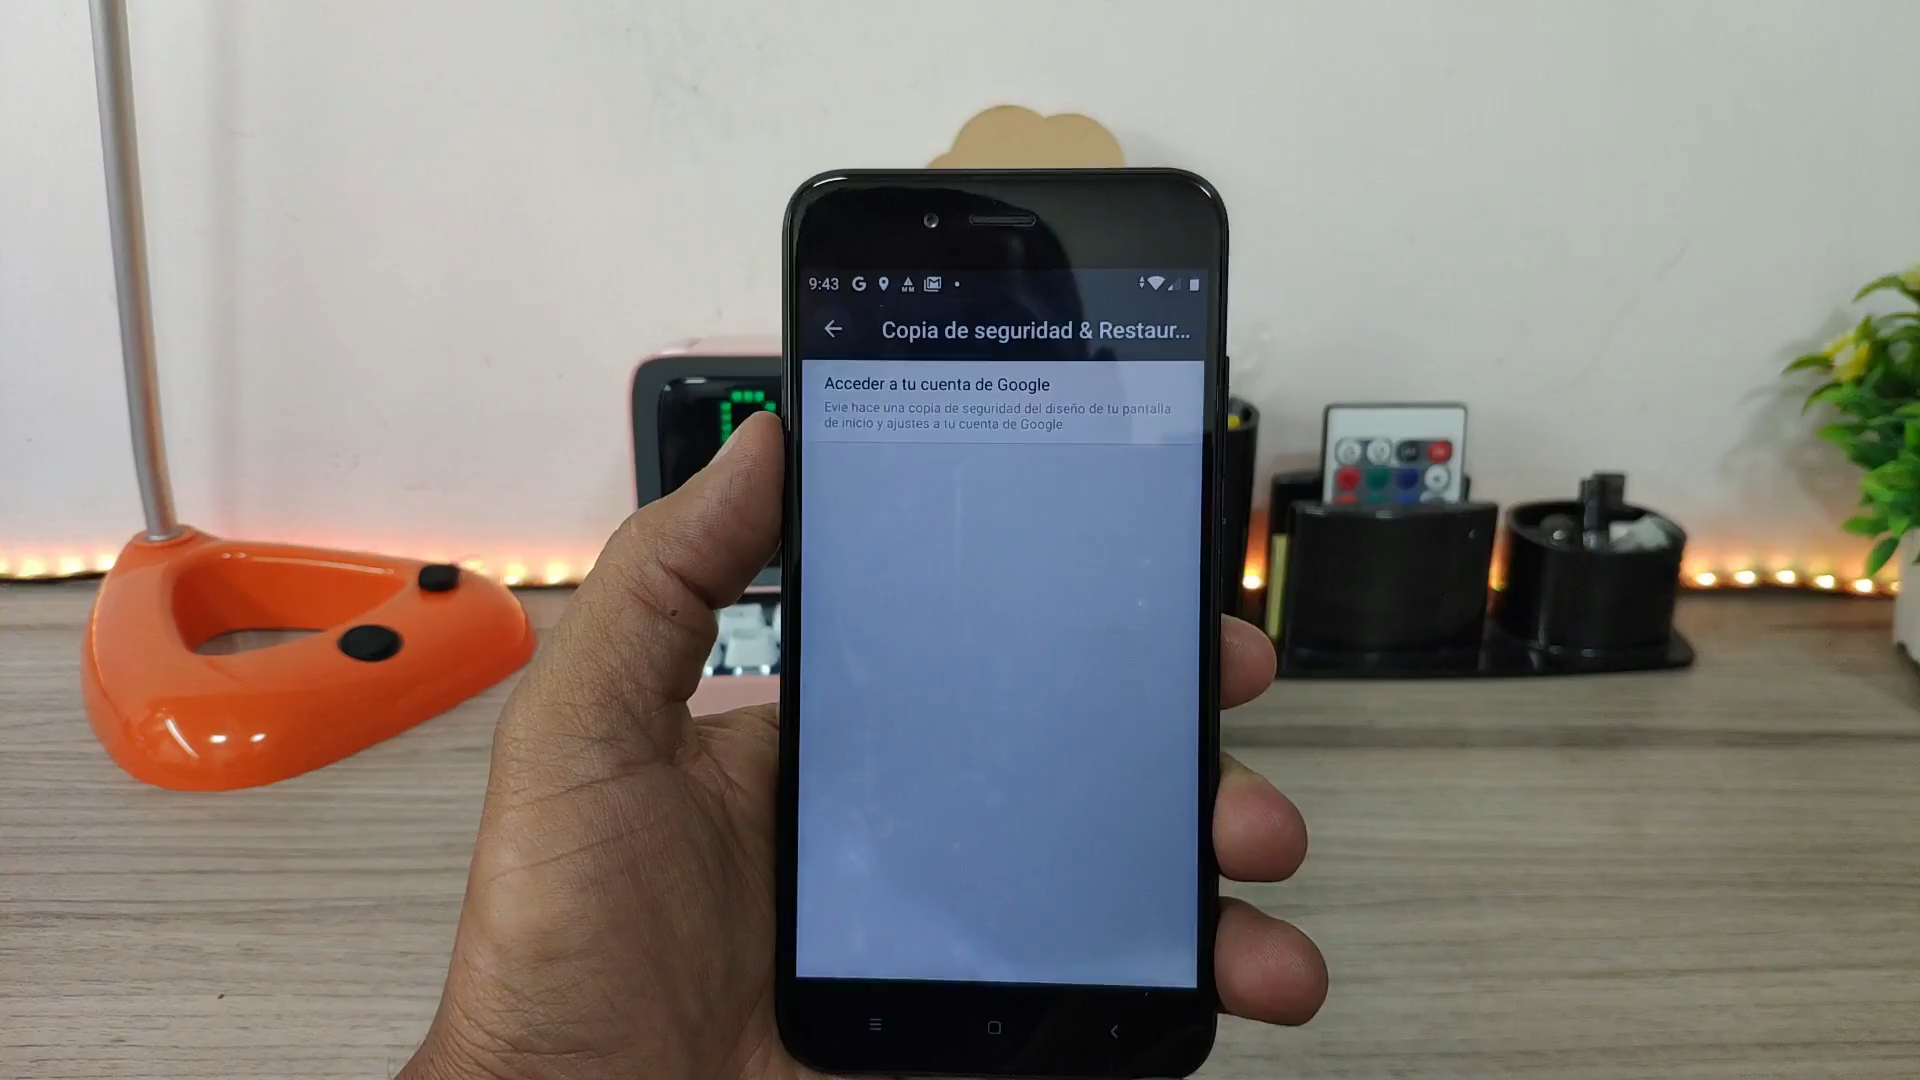 9:43
Copia de seguridad & Restaur...
Acceder a tu cuenta de Google
Evie hace una copia de seguridad del diseño de tu pantalla
de inicio y ajustes a tu cuenta de Google.